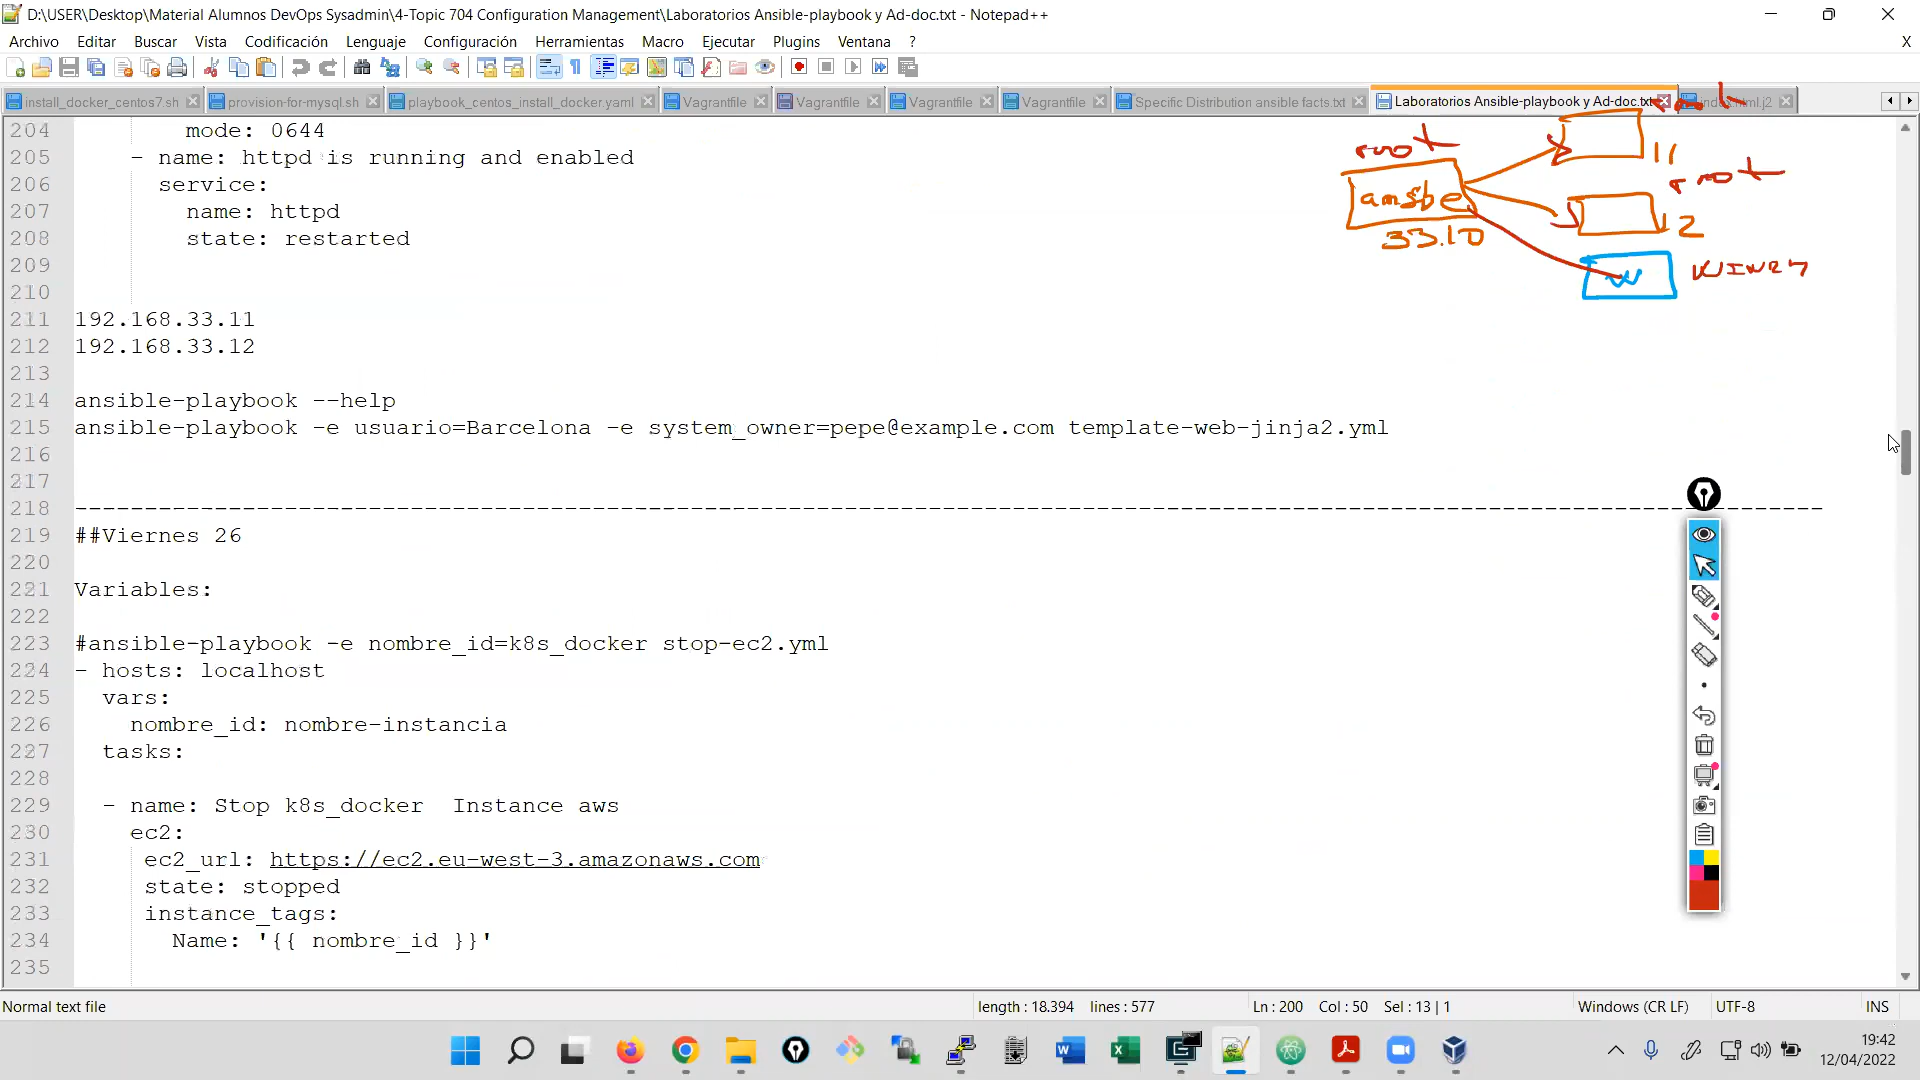 D:\USER\Desktop\Material Alumnos DevOps Sysadmin\4-Topic 704 Configuration Management\Laboratorios Ansible-playbook y Ad-doc.txt - Notepad++
Archivo Editar Buscar Vista Codificación Lenguaje Configuración Herramientas Macro Ejecutar Plugins Ventana ? X
install_docker_centos7.sh provision-for-mysql.sh playbook_centos_install_docker.yaml Vagrantfile Vagrantfile Vagrantfile Vagrantfile Specific Distribution ansible facts.txt Laboratorios Ansible-playbook y Ad-doc.txt
204 mode: 0644
205 - name: httpd is running and enabled
206 service:
207 name: httpd
208 state: restarted
209
210
211 192.168.33.11
212 192.168.33.12
213
214 ansible-playbook --help
215 ansible-playbook -e usuario=Barcelona -e system_owner=pepe@example.com template-web-jinja2.yml
216
217
218 -----------------------------------------------------------------------------------------------------------------------------
219 ##Viernes 26
220
221 Variables:
222
223 #ansible-playbook -e nombre_id=k8s_docker stop-ec2.yml
224 - hosts: localhost
225 vars:
226 nombre_id: nombre-instancia
227 tasks:
228
229 - name: Stop k8s_docker  Instance aws
230 ec2:
231 ec2_url: https://ec2.eu-west-3.amazonaws.com
232 state: stopped
233 instance_tags:
234 Name: '{{ nombre_id }}'
235
root
11
root
33.10
12
W
Normal text file length : 18.394 lines : 577 Ln : 200 Col : 50 Sel : 13 | 1 Windows (CR LF) UTF-8 INS
19:42
12/04/2022